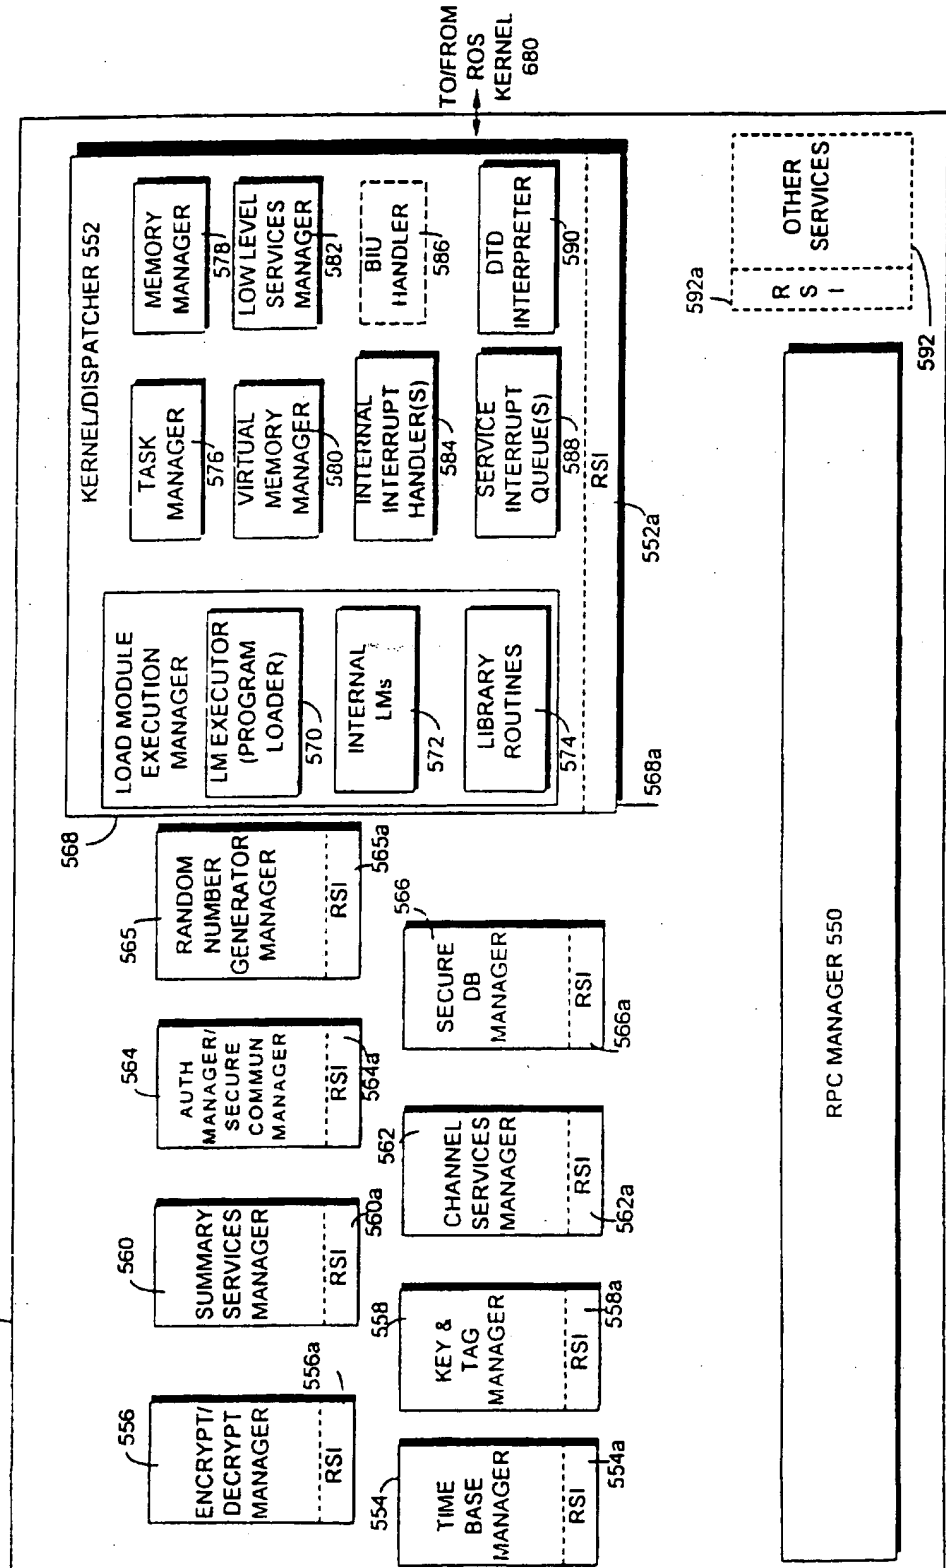 KERNEL/DISPATCHER 552
LOAD MODULE
EXECUTION
MANAGER
568
LM EXECUTOR
(PROGRAM
LOADER)
570
INTERNAL
LMs
572
LIBRARY
ROUTINES
574
568a
TASK
MANAGER
576
MEMORY
MANAGER
578
VIRTUAL
MEMORY
MANAGER
580
LOW LEVEL
SERVICES
MANAGER
582
INTERNAL
INTERRUPT
HANDLER(S)
584
BIU
HANDLER
586
SERVICE
INTERRUPT
QUEUE(S)
588
DTD
INTERPRETER
590
RSI
552a
TO/FROM
ROS
KERNEL
680
556
ENCRYPT/
DECRYPT
MANAGER
RSI
556a
560
SUMMARY
SERVICES
MANAGER
RSI
560a
564
AUTH
MANAGER/
SECURE
COMMUN
MANAGER
RSI
564a
565
RANDOM
NUMBER
GENERATOR
MANAGER
RSI
565a
554
TIME
BASE
MANAGER
RSI
554a
558
KEY &
TAG
MANAGER
RSI
558a
562
CHANNEL
SERVICES
MANAGER
RSI
562a
566
SECURE
DB
MANAGER
RSI
566a
RPC MANAGER 550
592a
R
S
I
OTHER
SERVICES
592